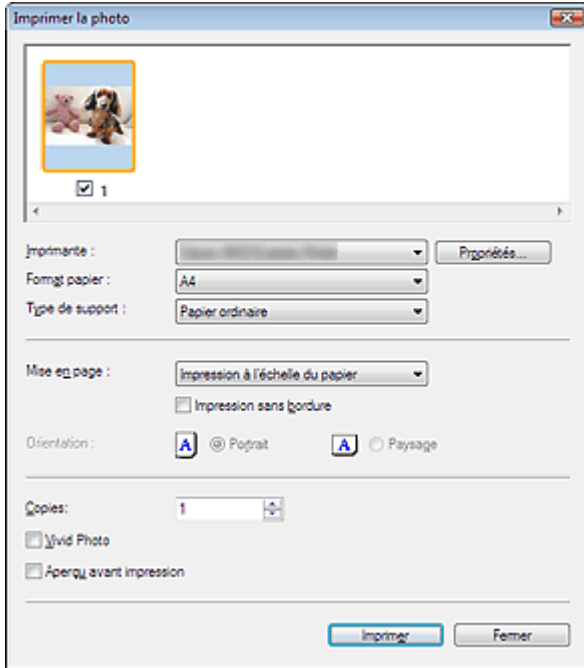 Imprimer la photo
1
Imprimante : Propriétés...
Format papier : A4
Type de support : Papier ordinaire
Mise en page : Impression à l'échelle du papier
Impression sans bordure
Orientation : A Portrait A Paysage
Copies: 1
Vivid Photo
Aperçu avant impression
Imprimer Fermer